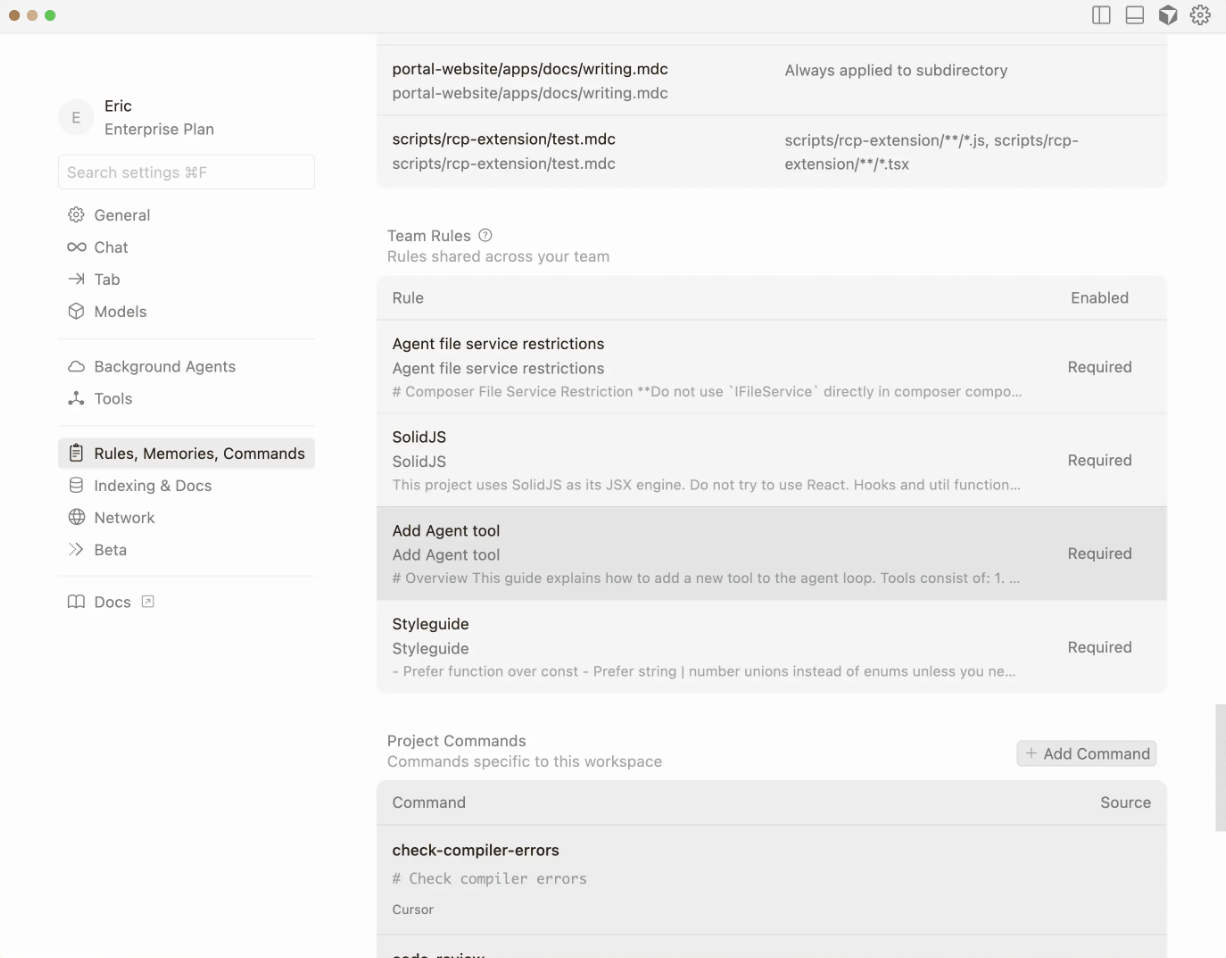 portal-website/apps/docs/writing.mdc
Always applied to subdirectory
portal-website/apps/docs/writing.mdc
scripts/rcp-extension/test.mdc
scripts/rcp-extension/**/*.js, scripts/rcp-
scripts/rcp-extension/test.mdc
extension/**/*.tsx
E
Eric
Enterprise Plan
Search settings ⌘F
General
Chat
Tab
Models
Background Agents
Tools
Rules, Memories, Commands
Indexing & Docs
Network
Beta
Docs
Team Rules
Rules shared across your team
Rule
Enabled
Agent file service restrictions
Agent file service restrictions
Required
# Composer File Service Restriction **Do not use `IFileService` directly in composer compo...
SolidJS
SolidJS
Required
This project uses SolidJS as its JSX engine. Do not try to use React. Hooks and util function...
Add Agent tool
Add Agent tool
Required
# Overview This guide explains how to add a new tool to the agent loop. Tools consist of: 1. ...
Styleguide
Styleguide
Required
- Prefer function over const - Prefer string | number unions instead of enums unless you ne...
Project Commands
Commands specific to this workspace
+ Add Command
Command
Source
check-compiler-errors
# Check compiler errors
Cursor